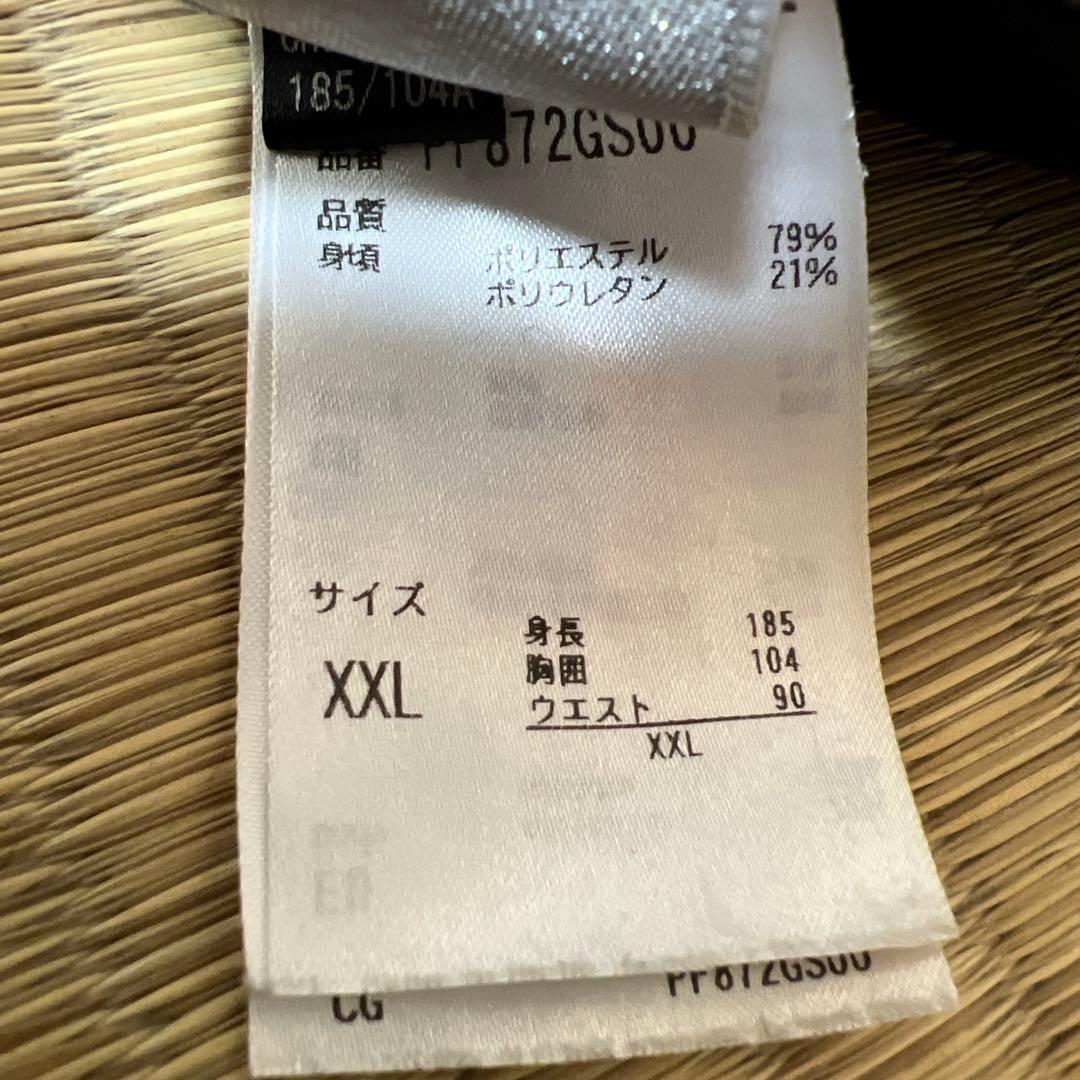 185/104A
品番 PF872GS00
品質
身頃 ポリエステル 79%
ポリウレタン 21%
サイズ
XXL
身長 185
胸囲 104
ウエスト 90
XXL
CG PF872GS00